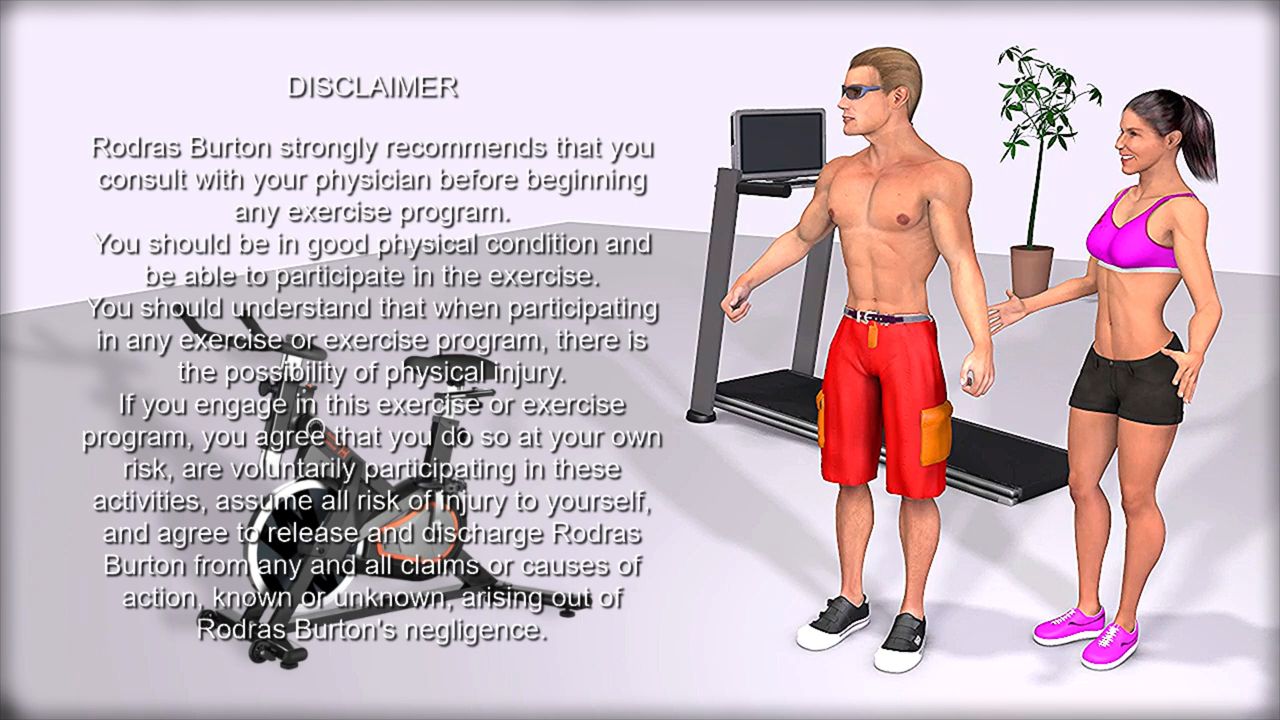 DISCLAIMER
Rodras Burton strongly recommends that you
consult with your physician before beginning
any exercise program.
You should be in good physical condition and
be able to participate in the exercise.
You should understand that when participating
in any exercise or exercise program, there is
the possibility of physical injury.
If you engage in this exercise or exercise
program, you agree that you do so at your own
risk, are voluntarily participating in these
activities, assume all risk of injury to yourself,
and agree to release and discharge Rodras
Burton from any and all claims or causes of
action, known or unknown, arising out of
Rodras Burton's negligence.